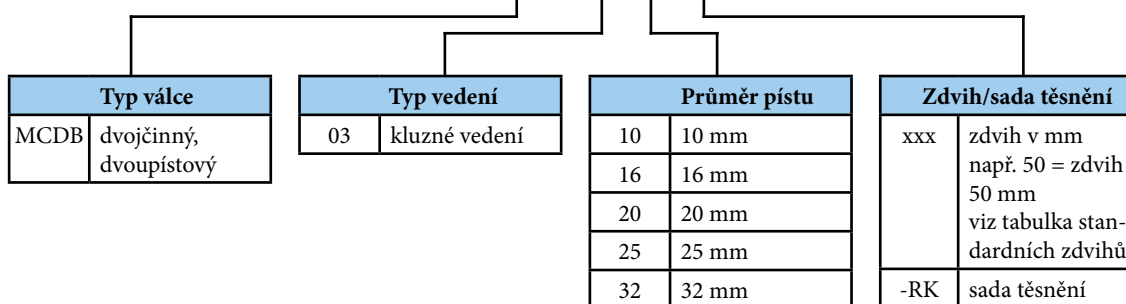 Typ válce
MCDB dvojčinný,
dvoupístový
Typ vedení
03 kluzné vedení
Průměr pístu
10 10 mm
16 16 mm
20 20 mm
25 25 mm
32 32 mm
Zdvih/sada těsnění
xxx zdvih v mm
např. 50 = zdvih
50 mm
viz tabulka stan-
dardních zdvihů
-RK sada těsnění